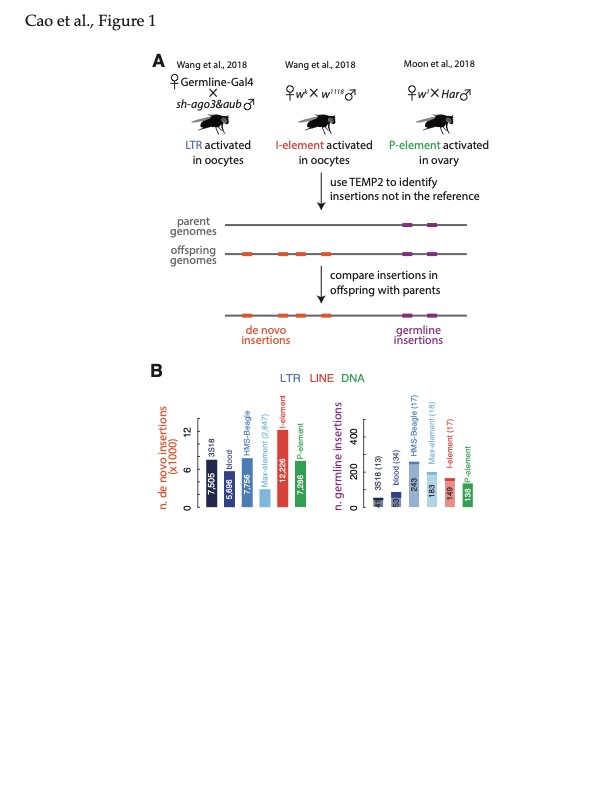 Cao et al., Figure 1
A
Wang et al., 2018
♀Germline-Gal4
×
sh-ago3&aub♂
LTR activated
in oocytes
Wang et al., 2018
♀wᵏ × w¹¹¹⁸♂
I-element activated
in oocytes
Moon et al., 2018
♀w¹ × Har♂
P-element activated
in ovary
use TEMP2 to identify
insertions not in the reference
parent
genomes
offspring
genomes
compare insertions in
offspring with parents
de novo
insertions
germline
insertions
B
LTR LINE DNA
n. de novo insertions
(x1000)
0
6
12
3S18
7,505
blood
5,696
HMS-Beagle
7,756
Max-element (2,847)
I-element
12,226
P-element
7,286
n. germline insertions
0
200
400
3S18 (13)
blood (34)
53
HMS-Beagle (17)
243
Max-element (18)
183
I-element (17)
149
P-element
138